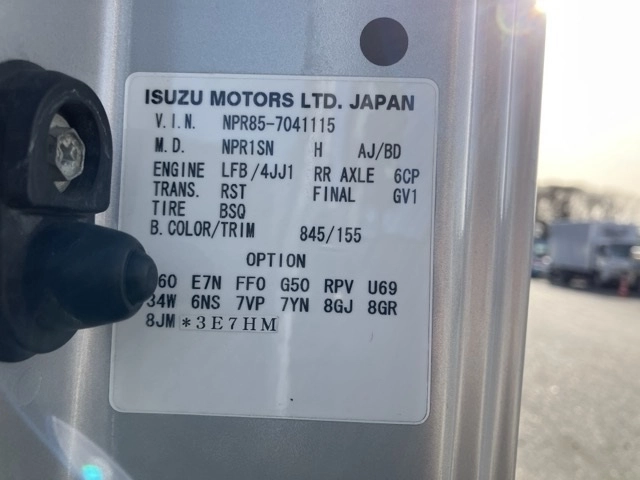 ISUZU MOTORS LTD. JAPAN
V.I.N. NPR85-7041115
M.D. NPR1SN H AJ/BD
ENGINE LFB/4JJ1 RR AXLE 6CP
TRANS. RST FINAL GV1
TIRE BSQ
B.COLOR/TRIM 845/155
OPTION
E7N FF0 G50 RPV U69
34W 6NS 7VP 7YN 8GJ 8GR
8JM *3E7HM